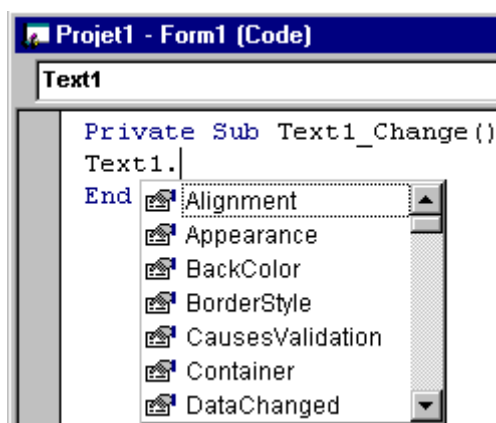 Projet1 - Form1 (Code)
Text1
Private Sub Text1_Change()
Text1.
End
Alignment
Appearance
BackColor
BorderStyle
CausesValidation
Container
DataChanged